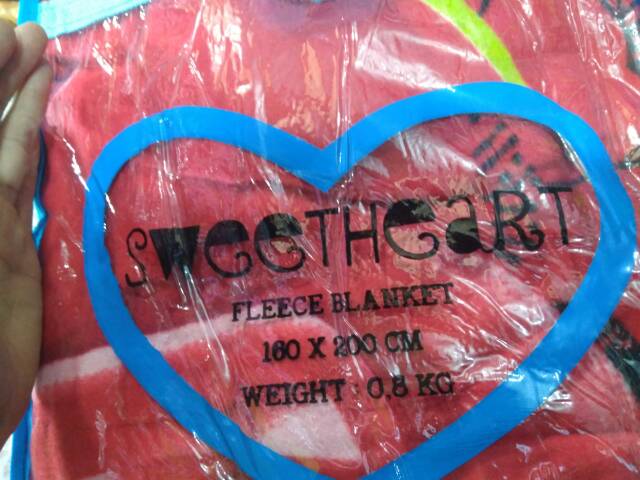 SweeTHeaRT
FLEECE BLANKET
160 X 200 CM
WEIGHT : 0.8 KG